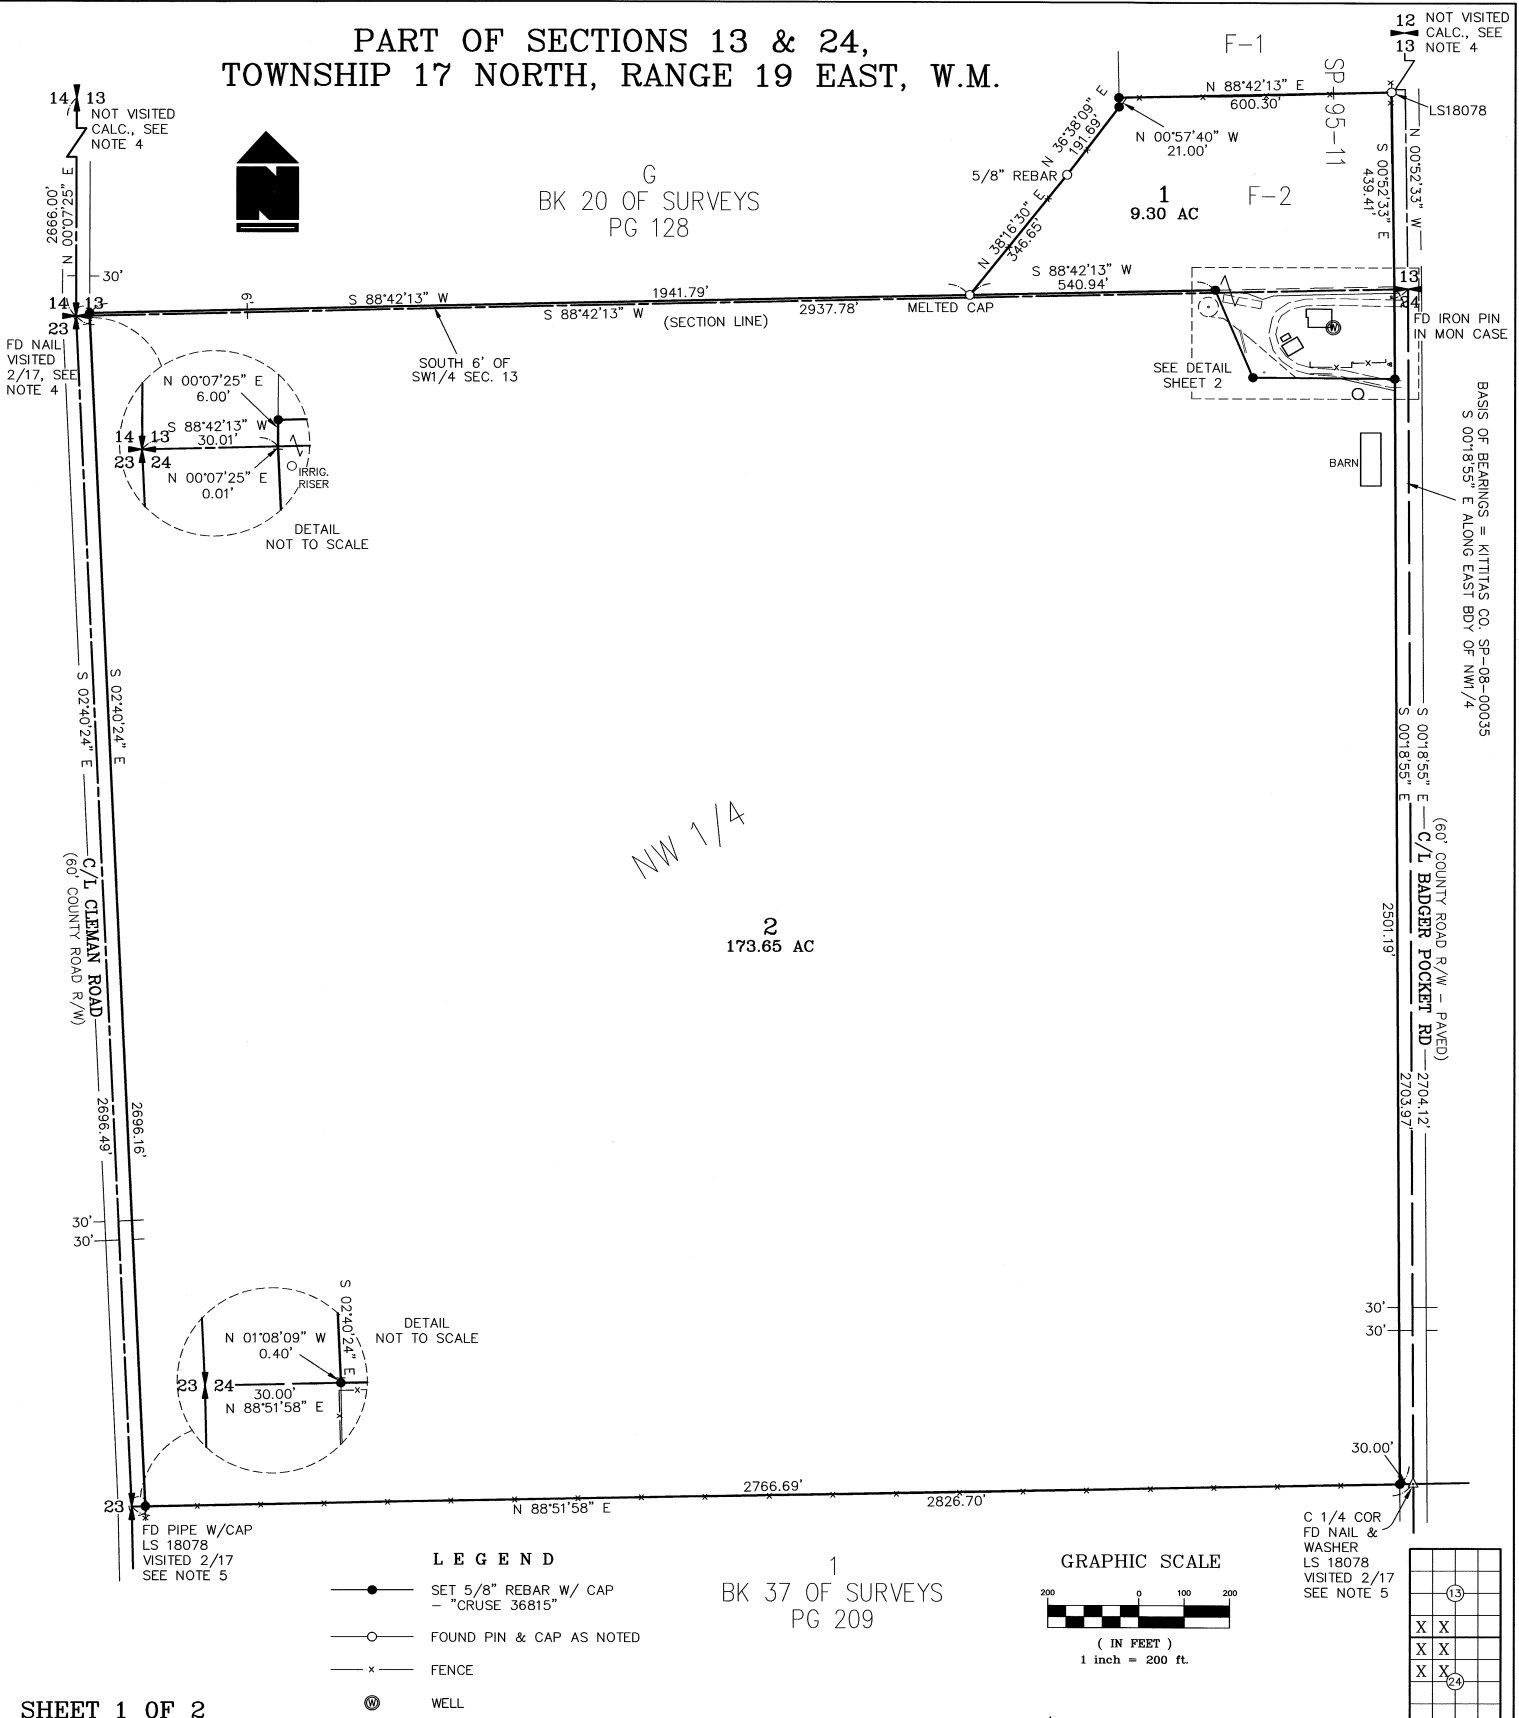 PART OF SECTIONS 13 & 24,
TOWNSHIP 17 NORTH, RANGE 19 EAST, W.M.
12
13
NOT VISITED
CALC., SEE
NOTE 4
14 13
NOT VISITED
CALC., SEE
NOTE 4
F-1
SP-95-11
N 88°42'13" E
600.30'
LS18078
N 00°57'40" W
21.00'
N 36°38'09" E
191.69'
5/8" REBAR
N 38°16'30" E
346.65'
1
9.30 AC
F-2
S 00°52'33" E
439.41'
N 00°52'33" W
G
BK 20 OF SURVEYS
PG 128
2666.00'
N 00°07'25" E
30'
6'
14 13
23
FD NAIL
VISITED
2/17, SEE
NOTE 4
S 88°42'13" W
1941.79'
S 88°42'13" W
(SECTION LINE)
2937.78'
MELTED CAP
S 88°42'13" W
540.94'
SOUTH 6' OF
SW1/4 SEC. 13
13
24
FD IRON PIN
IN MON CASE
W
SEE DETAIL
SHEET 2
BARN
N 00°07'25" E
6.00'
S 88°42'13" W
30.01'
14 13
23 24
N 00°07'25" E
0.01'
IRRIG.
RISER
DETAIL
NOT TO SCALE
BASIS OF BEARINGS = KITTITAS CO. SP-08-00035
S 00°18'55" E ALONG EAST BDY OF NW1/4
S 02°40'24" E
S 02°40'24" E
C/L CLEMAN ROAD
(60' COUNTY ROAD R/W)
2696.49'
2696.16'
30'
30'
NW 1/4
2
173.65 AC
S 00°18'55" E
S 00°18'55" E
C/L BADGER POCKET RD
(60' COUNTY ROAD R/W - PAVED)
2501.19'
2703.97'
2704.12'
30'
30'
30.00'
N 01°08'09" W
0.40'
S 02°40'24" E
23 24
30.00'
N 88°51'58" E
DETAIL
NOT TO SCALE
23
N 88°51'58" E
2766.69'
2826.70'
FD PIPE W/CAP
LS 18078
VISITED 2/17
SEE NOTE 5
C 1/4 COR
FD NAIL &
WASHER
LS 18078
VISITED 2/17
SEE NOTE 5
LEGEND
SET 5/8" REBAR W/ CAP
- "CRUSE 36815"
FOUND PIN & CAP AS NOTED
x FENCE
W WELL
1
BK 37 OF SURVEYS
PG 209
GRAPHIC SCALE
200 0 100 200
( IN FEET )
1 inch = 200 ft.
13
X X
X X
X X
24
SHEET 1 OF 2